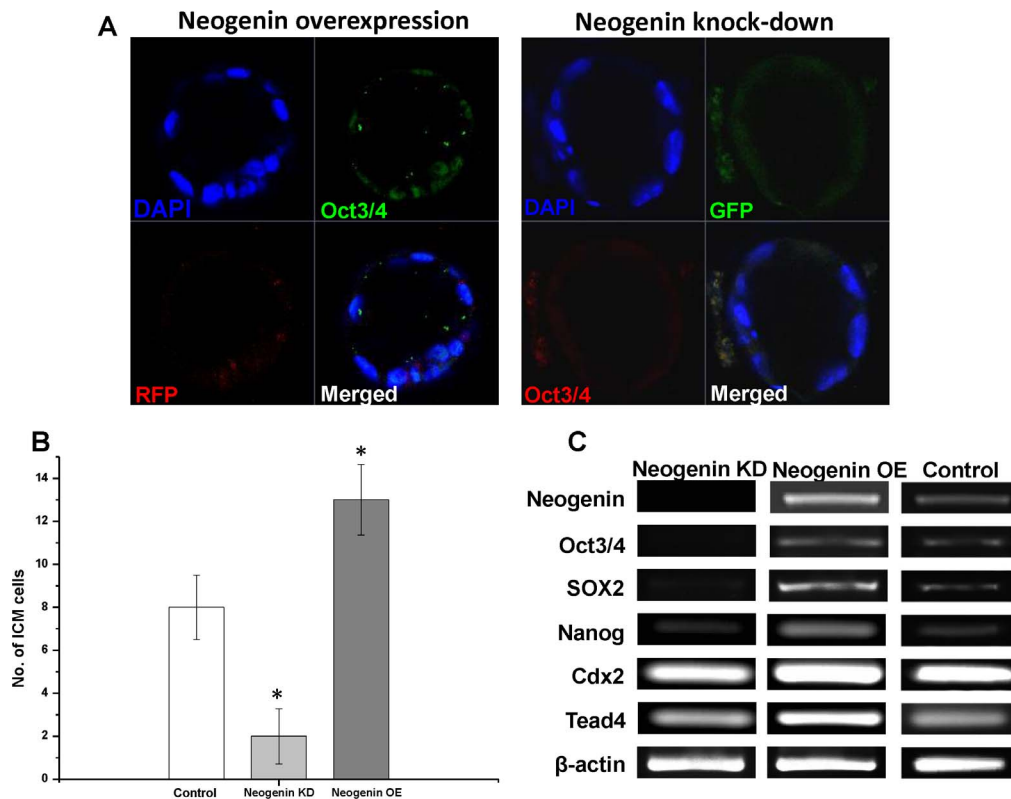 A
Neogenin overexpression
Neogenin knock-down
DAPI
Oct3/4
RFP
Merged
DAPI
GFP
Oct3/4
Merged
B
No. of ICM cells
14
12
10
8
6
4
2
0
*
*
Control
Neogenin KD
Neogenin OE
C
Neogenin KD Neogenin OE Control
Neogenin
Oct3/4
SOX2
Nanog
Cdx2
Tead4
β-actin